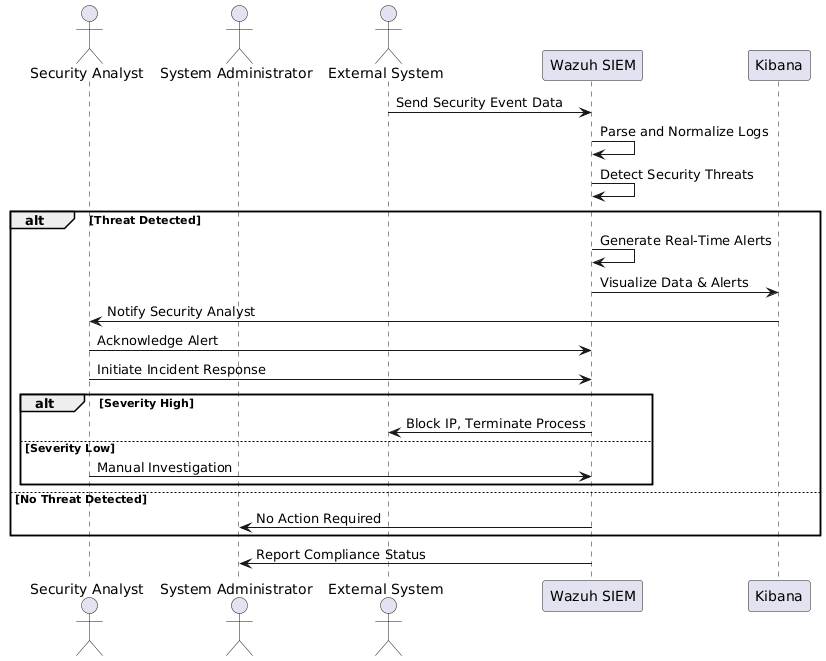 Security Analyst
System Administrator
External System
Wazuh SIEM
Kibana
Send Security Event Data
Parse and Normalize Logs
Detect Security Threats
alt
[Threat Detected]
Generate Real-Time Alerts
Visualize Data & Alerts
Notify Security Analyst
Acknowledge Alert
Initiate Incident Response
alt
[Severity High]
Block IP, Terminate Process
[Severity Low]
Manual Investigation
[No Threat Detected]
No Action Required
Report Compliance Status
Security Analyst
System Administrator
External System
Wazuh SIEM
Kibana